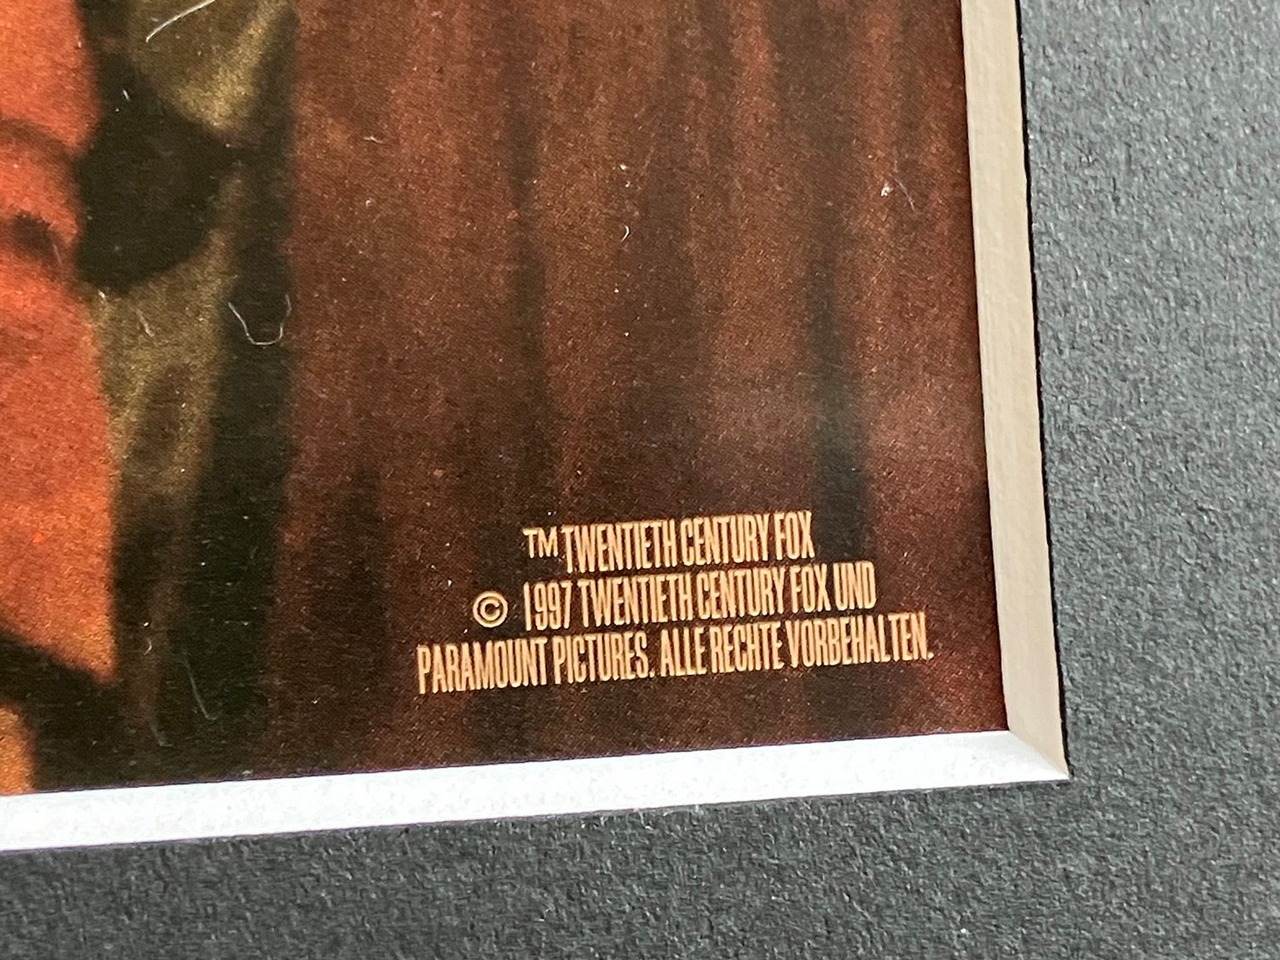 ™ TWENTIETH CENTURY FOX
© 1997 TWENTIETH CENTURY FOX UND
PARAMOUNT PICTURES. ALLE RECHTE VORBEHALTEN.